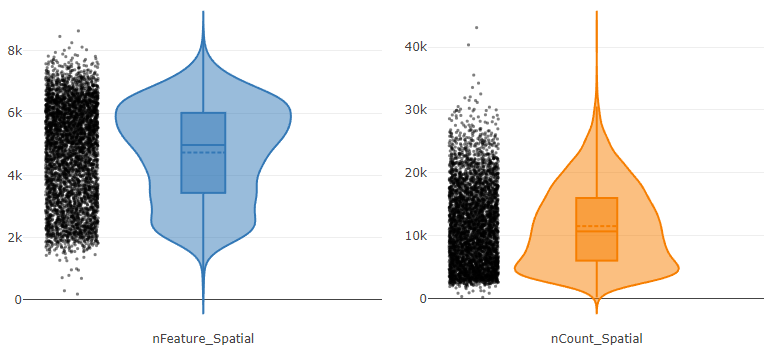 8k
6k
4k
2k
0
nFeature_Spatial
40k
30k
20k
10k
0
nCount_Spatial